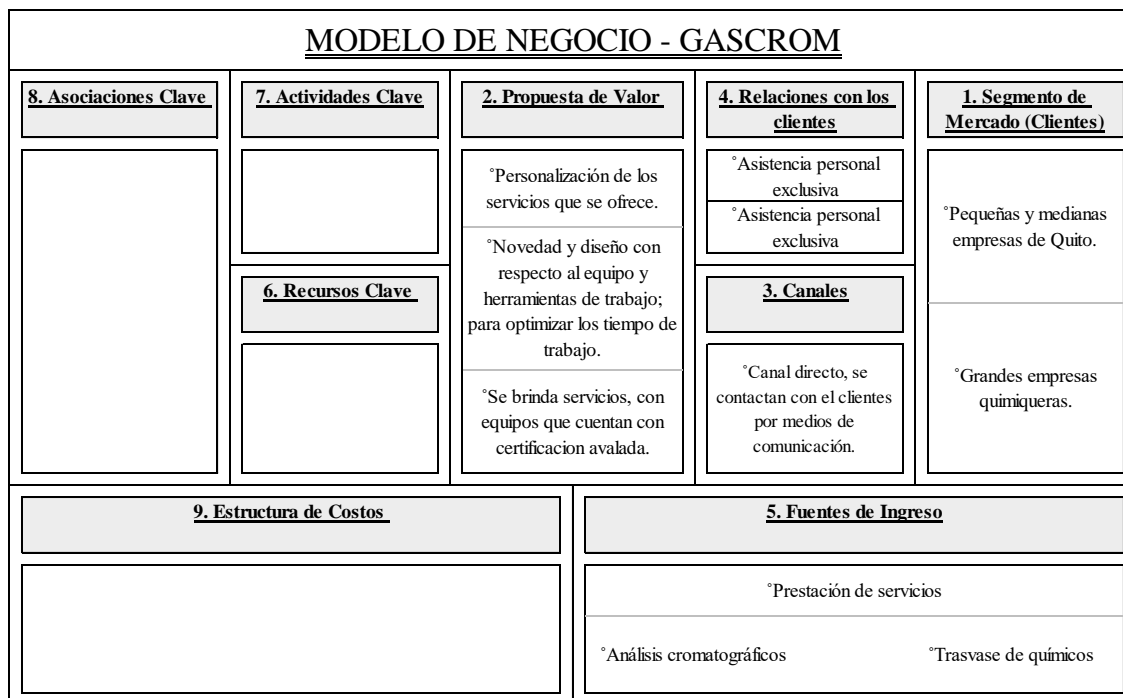 MODELO DE NEGOCIO - GASCROM
8. Asociaciones Clave
7. Actividades Clave
2. Propuesta de Valor
4. Relaciones con los
clientes
1. Segmento de
Mercado (Clientes)
˚Personalización de los
servicios que se ofrece.
˚Novedad y diseño con
respecto al equipo y
herramientas de trabajo;
para optimizar los tiempo de
trabajo.
˚Se brinda servicios, con
equipos que cuentan con
certificacion avalada.
˚Asistencia personal
exclusiva
˚Asistencia personal
exclusiva
˚Pequeñas y medianas
empresas de Quito.
˚Grandes empresas
quimiqueras.
6. Recursos Clave
3. Canales
˚Canal directo, se
contactan con el clientes
por medios de
comunicación.
9. Estructura de Costos
5. Fuentes de Ingreso
˚Prestación de servicios
˚Análisis cromatográficos
˚Trasvase de químicos